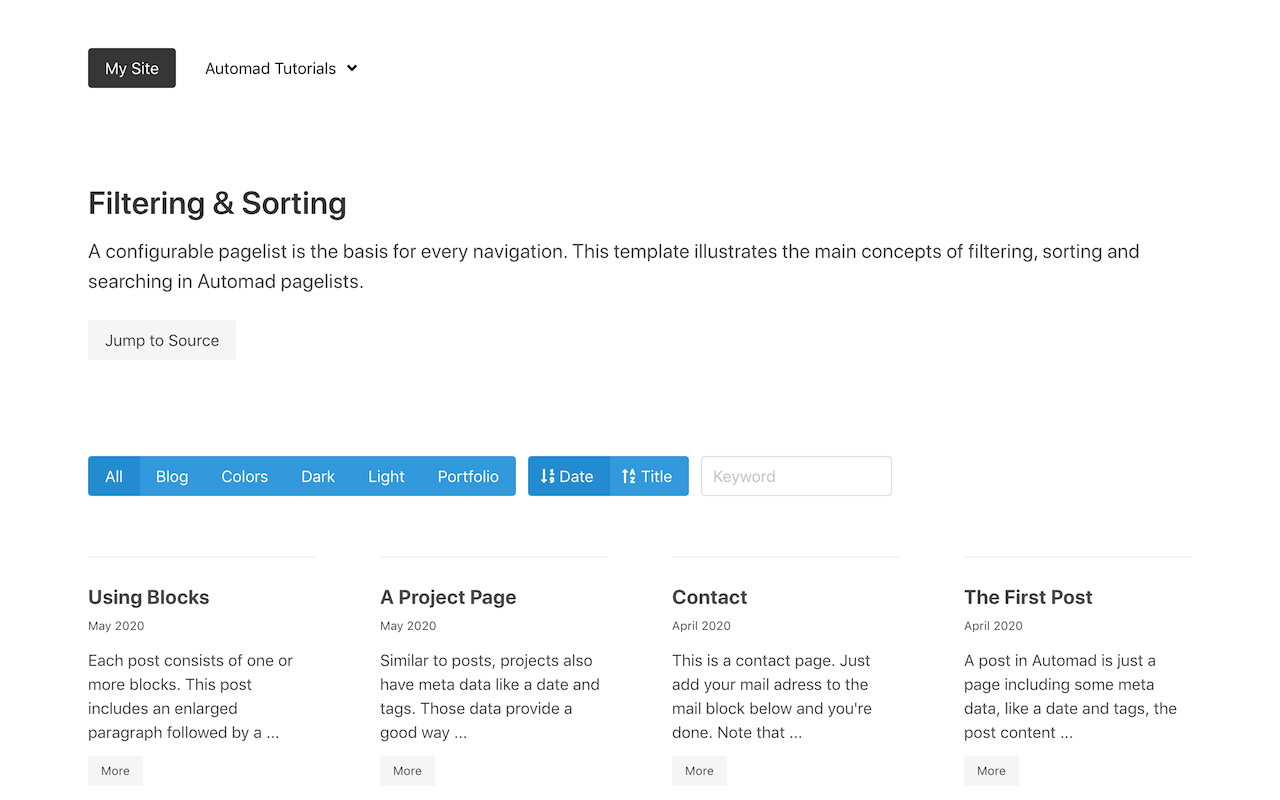 My Site
Automad Tutorials
Filtering & Sorting
A configurable pagelist is the basis for every navigation. This template illustrates the main concepts of filtering, sorting and
searching in Automad pagelists.
Jump to Source
All Blog Colors Dark Light Portfolio Date Title Keyword
Using Blocks
May 2020
Each post consists of one or
more blocks. This post
includes an enlarged
paragraph followed by a ...
More
A Project Page
May 2020
Similar to posts, projects also
have meta data like a date and
tags. Those data provide a
good way ...
More
Contact
April 2020
This is a contact page. Just
add your mail adress to the
mail block below and you're
done. Note that ...
More
The First Post
April 2020
A post in Automad is just a
page including some meta
data, like a date and tags, the
post content ...
More